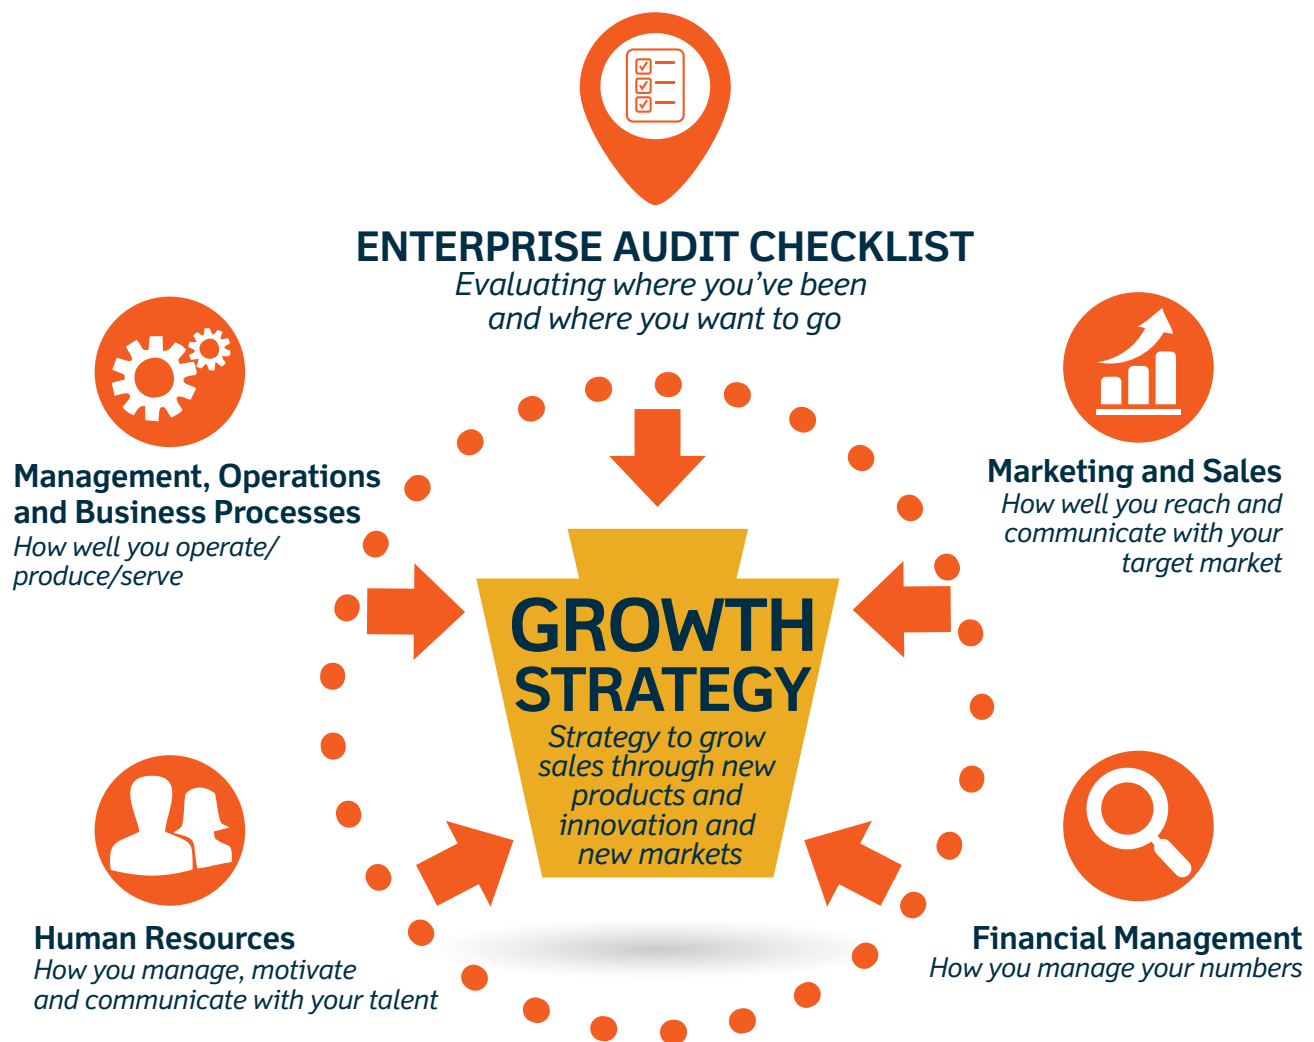 ENTERPRISE AUDIT CHECKLIST
Evaluating where you've been
and where you want to go
Management, Operations
and Business Processes
How well you operate/
produce/serve
Marketing and Sales
How well you reach and
communicate with your
target market
GROWTH
STRATEGY
Strategy to grow
sales through new
products and
innovation and
new markets
Human Resources
How you manage, motivate
and communicate with your talent
Financial Management
How you manage your numbers